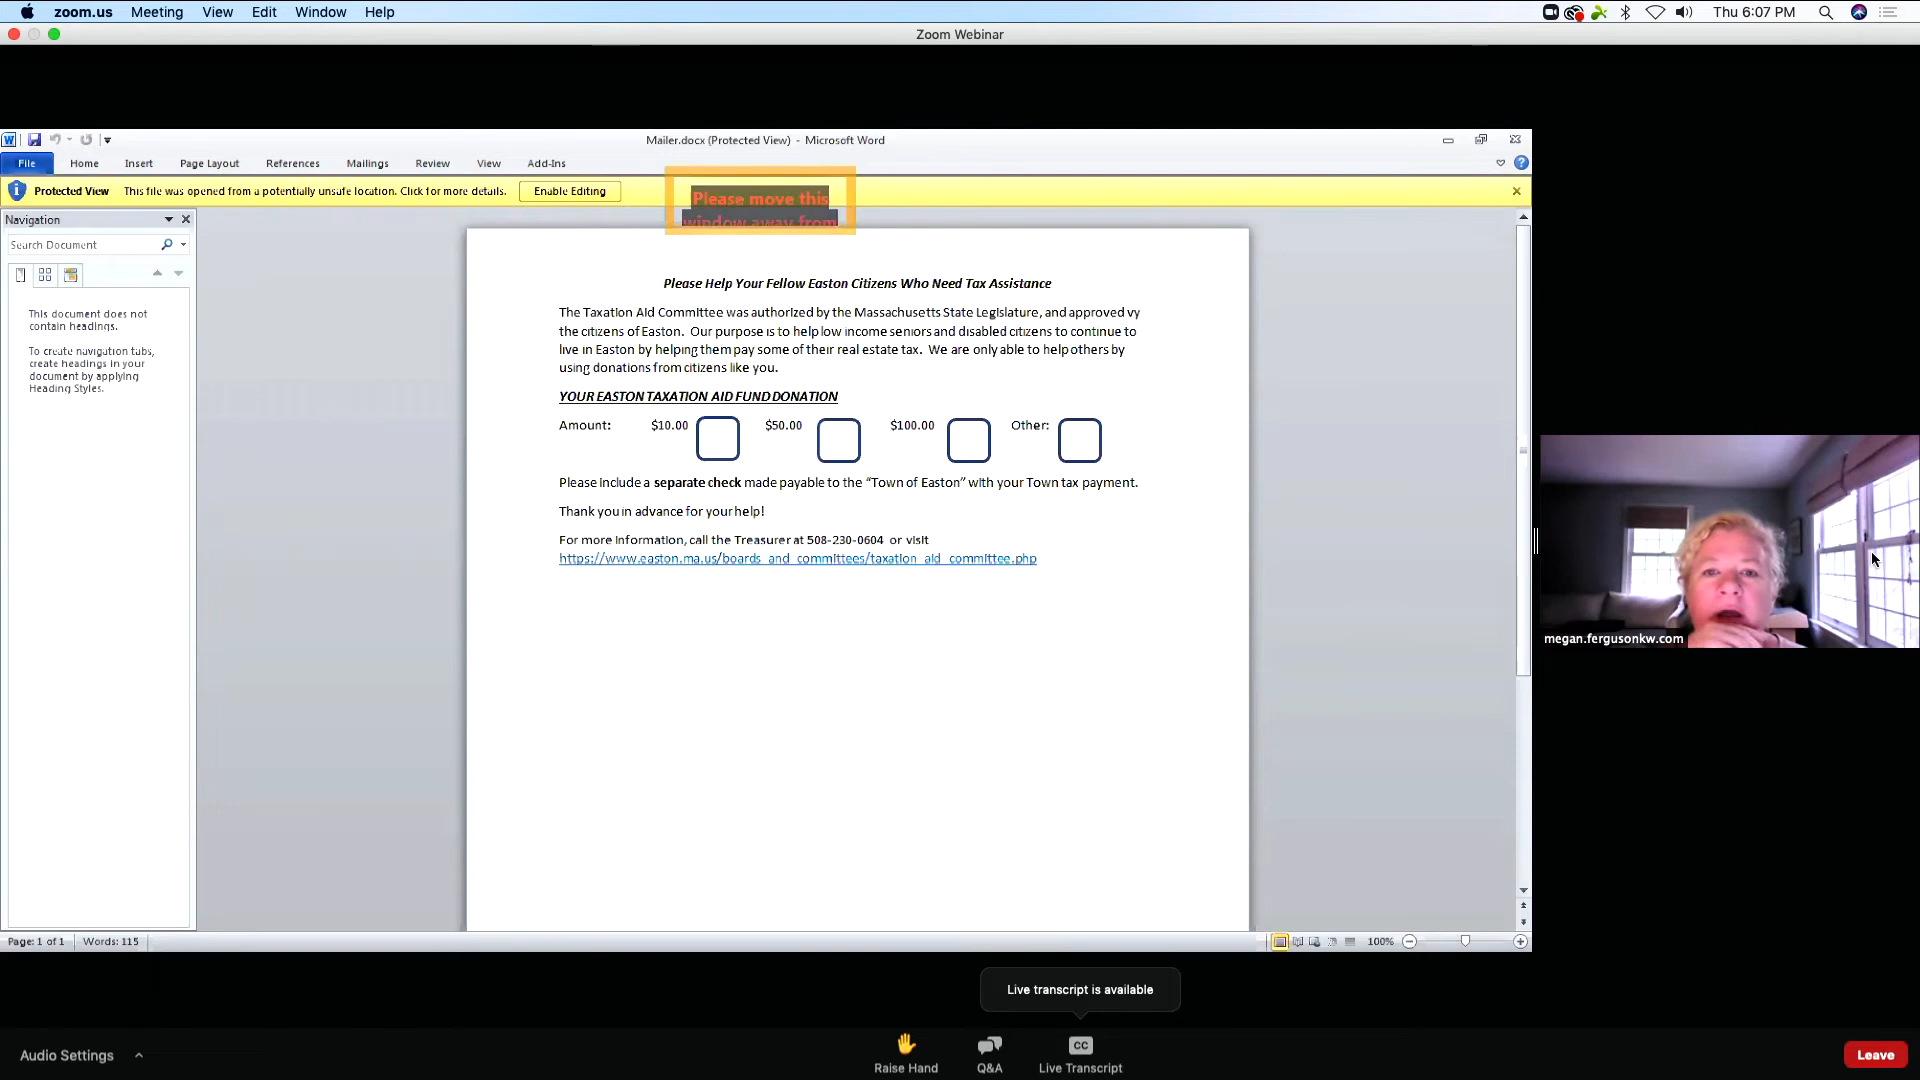 zoom.us Meeting View Edit Window Help Thu 6:07 PM
Zoom Webinar
Mailer.docx (Protected View) - Microsoft Word
File Home Insert Page Layout References Mailings Review View Add-Ins
Protected View This file was opened from a potentially unsafe location. Click for more details. Enable Editing
Please move this
window away from
Navigation
Search Document
This document does not
contain headings.
To create navigation tabs,
create headings in your
document by applying
Heading Styles.
Please Help Your Fellow Easton Citizens Who Need Tax Assistance
The Taxation Aid Committee was authorized by the Massachusetts State Legislature, and approved vy
the citizens of Easton. Our purpose is to help low income seniors and disabled citizens to continue to
live in Easton by helping them pay some of their real estate tax. We are only able to help others by
using donations from citizens like you.
YOUR EASTON TAXATION AID FUND DONATION
Amount: $10.00 $50.00 $100.00 Other:
Please include a separate check made payable to the “Town of Easton” with your Town tax payment.
Thank you in advance for your help!
For more information, call the Treasurer at 508-230-0604 or visit
https://www.easton.ma.us/boards_and_committees/taxation_aid_committee.php
megan.fergusonkw.com
Page: 1 of 1 Words: 115 100%
Live transcript is available
Audio Settings Raise Hand Q&A CC Live Transcript Leave